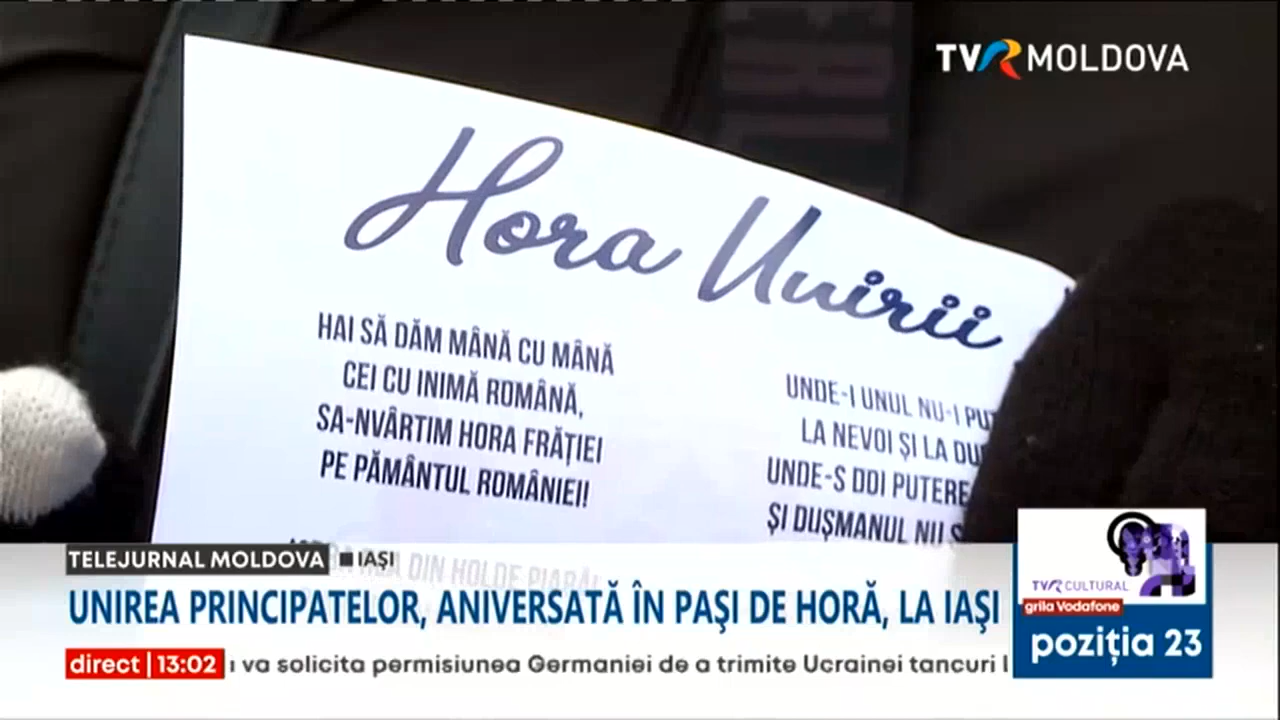 TVR MOLDOVA
Hora Unirii
HAI SĂ DĂM MÂNĂ CU MÂNĂ
CEI CU INIMĂ ROMÂNĂ,
SA-NVÂRTIM HORA FRĂȚIEI
PE PĂMÂNTUL ROMÂNIEI!
DIN HOLDE
UNDE-I UNUL NU-I
LA NEVOI ȘI LA
UNDE-S DOI PUTERE
ȘI DUȘMANUL NU
TELEJURNAL MOLDOVA IAȘI
UNIREA PRINCIPATELOR, ANIVERSATĂ ÎN PAȘI DE HORĂ, LA IAȘI
direct 13:02 va solicita permisiunea Germaniei de a trimite Ucrainei tancuri
TVR CULTURAL
grila Vodafone
poziția 23